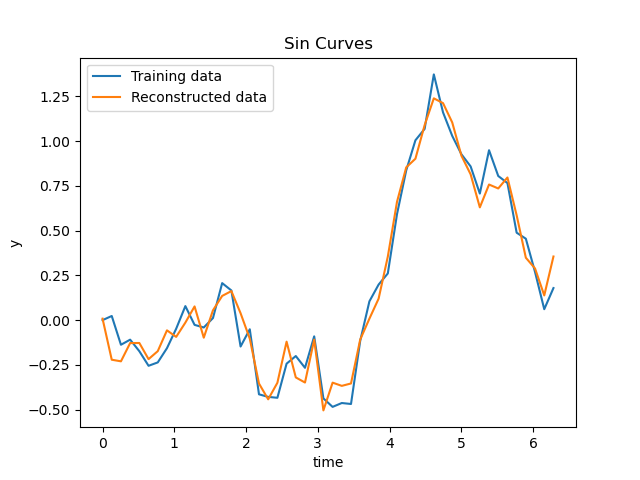 Sin Curves
Training data
Reconstructed data
1.25
1.00
0.75
0.50
0.25
0.00
−0.25
−0.50
y
0 1 2 3 4 5 6
time